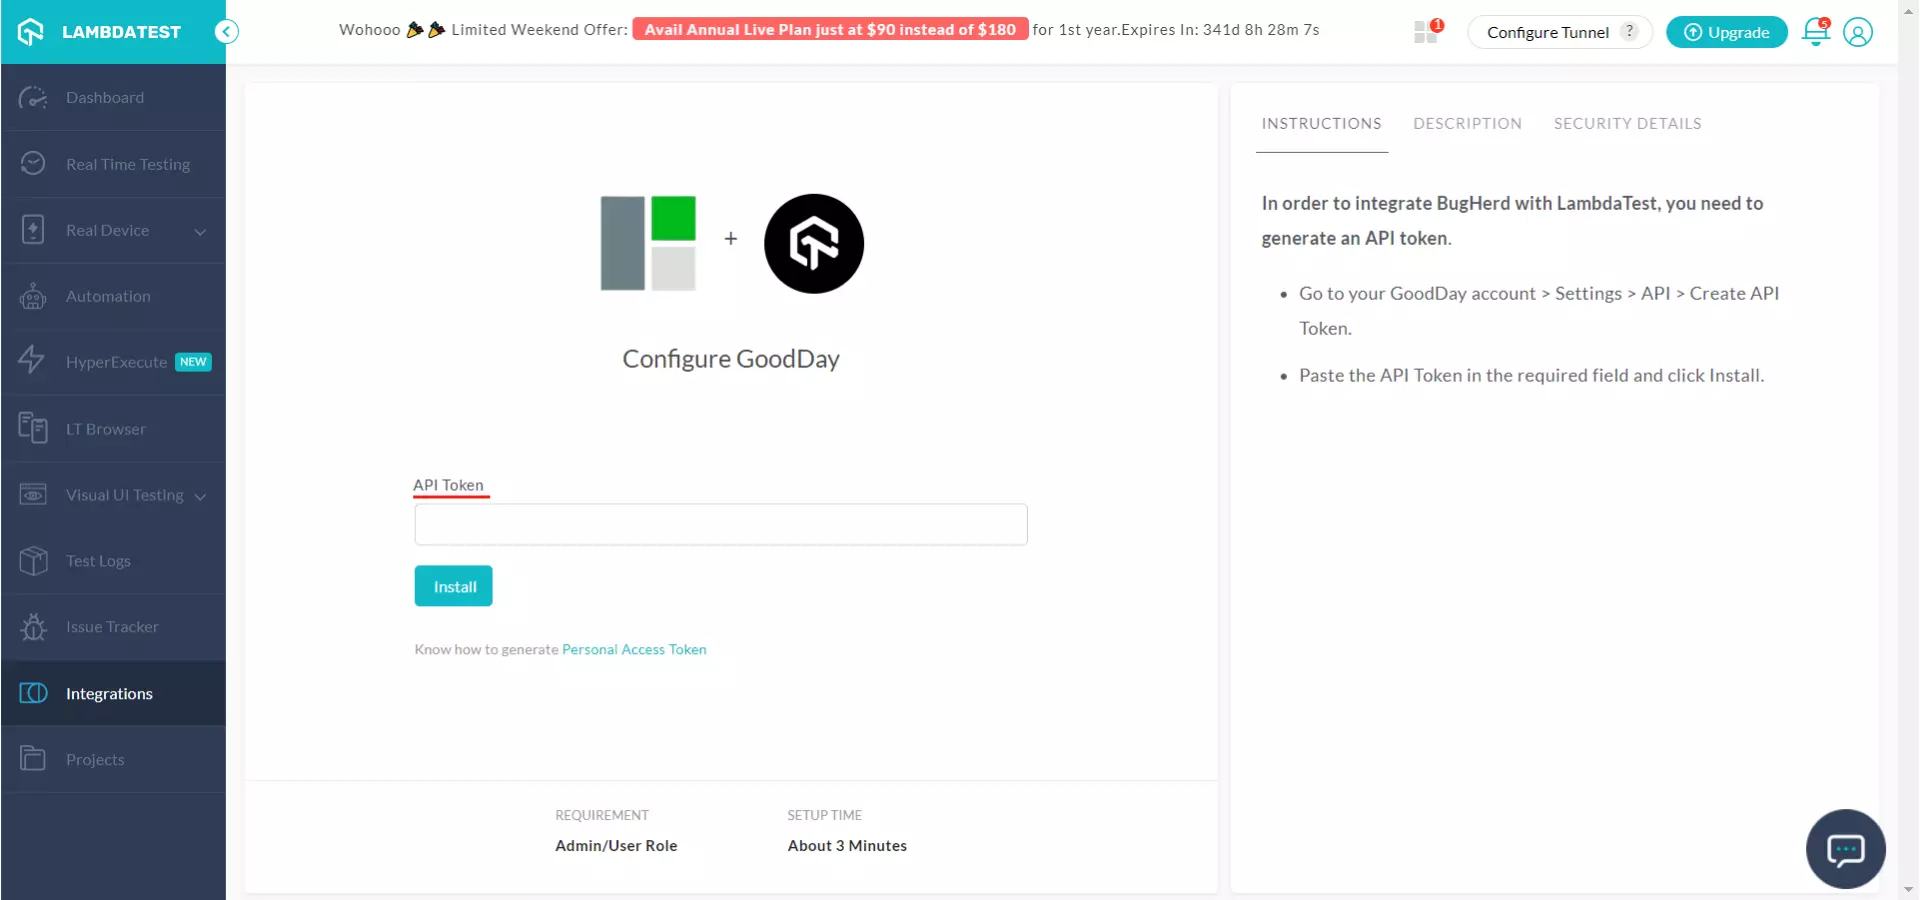 LAMBDATEST
Wohooo Limited Weekend Offer: Avail Annual Live Plan just at $90 instead of $180 for 1st year.Expires In: 341d 8h 28m 7s
1
Configure Tunnel ?
Upgrade
5
Dashboard
Real Time Testing
Real Device
Automation
HyperExecute NEW
LT Browser
Visual UI Testing
Test Logs
Issue Tracker
Integrations
Projects
+
Configure GoodDay
API Token
Install
Know how to generate Personal Access Token
REQUIREMENT
Admin/User Role
SETUP TIME
About 3 Minutes
INSTRUCTIONS DESCRIPTION SECURITY DETAILS
In order to integrate BugHerd with LambdaTest, you need to
generate an API token.
• Go to your GoodDay account > Settings > API > Create API
Token.
• Paste the API Token in the required field and click Install.